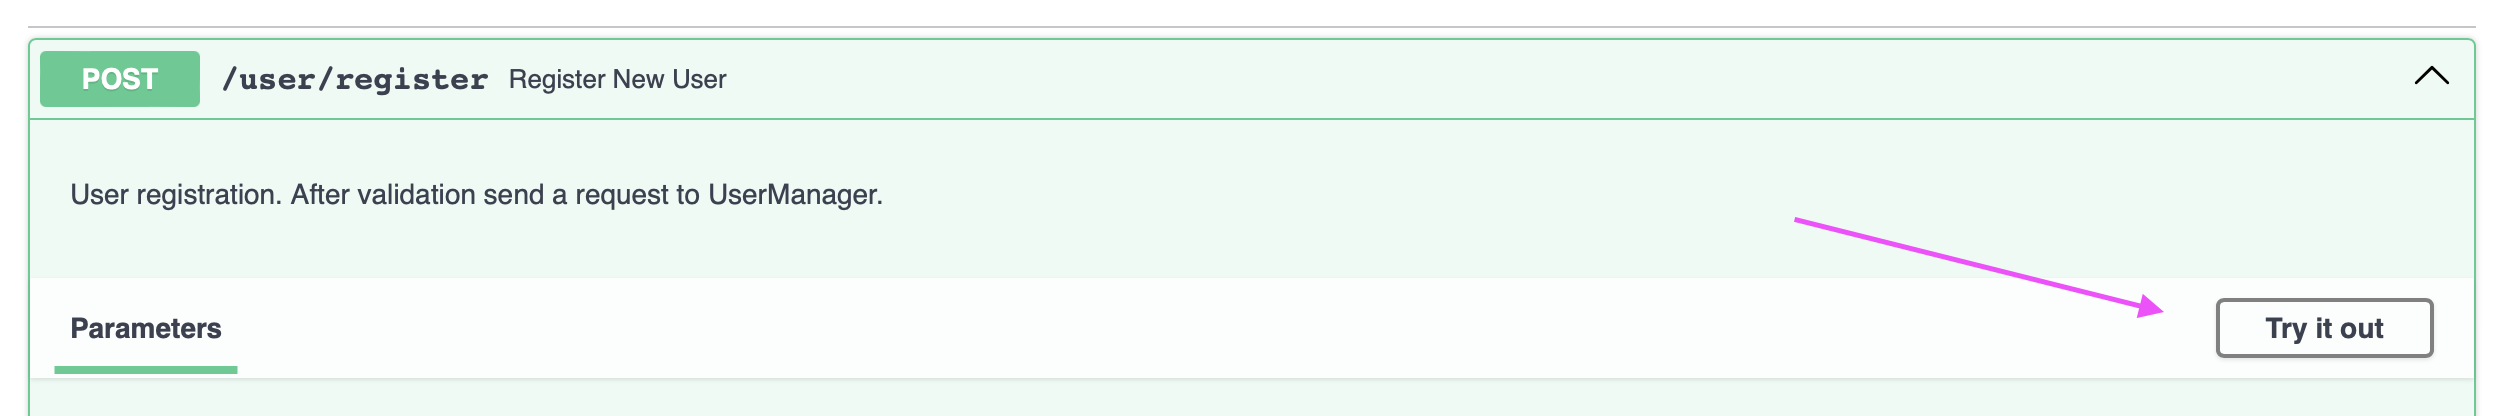 POST /user/register Register New User
User registration. After validation send a request to UserManager.
Parameters Try it out